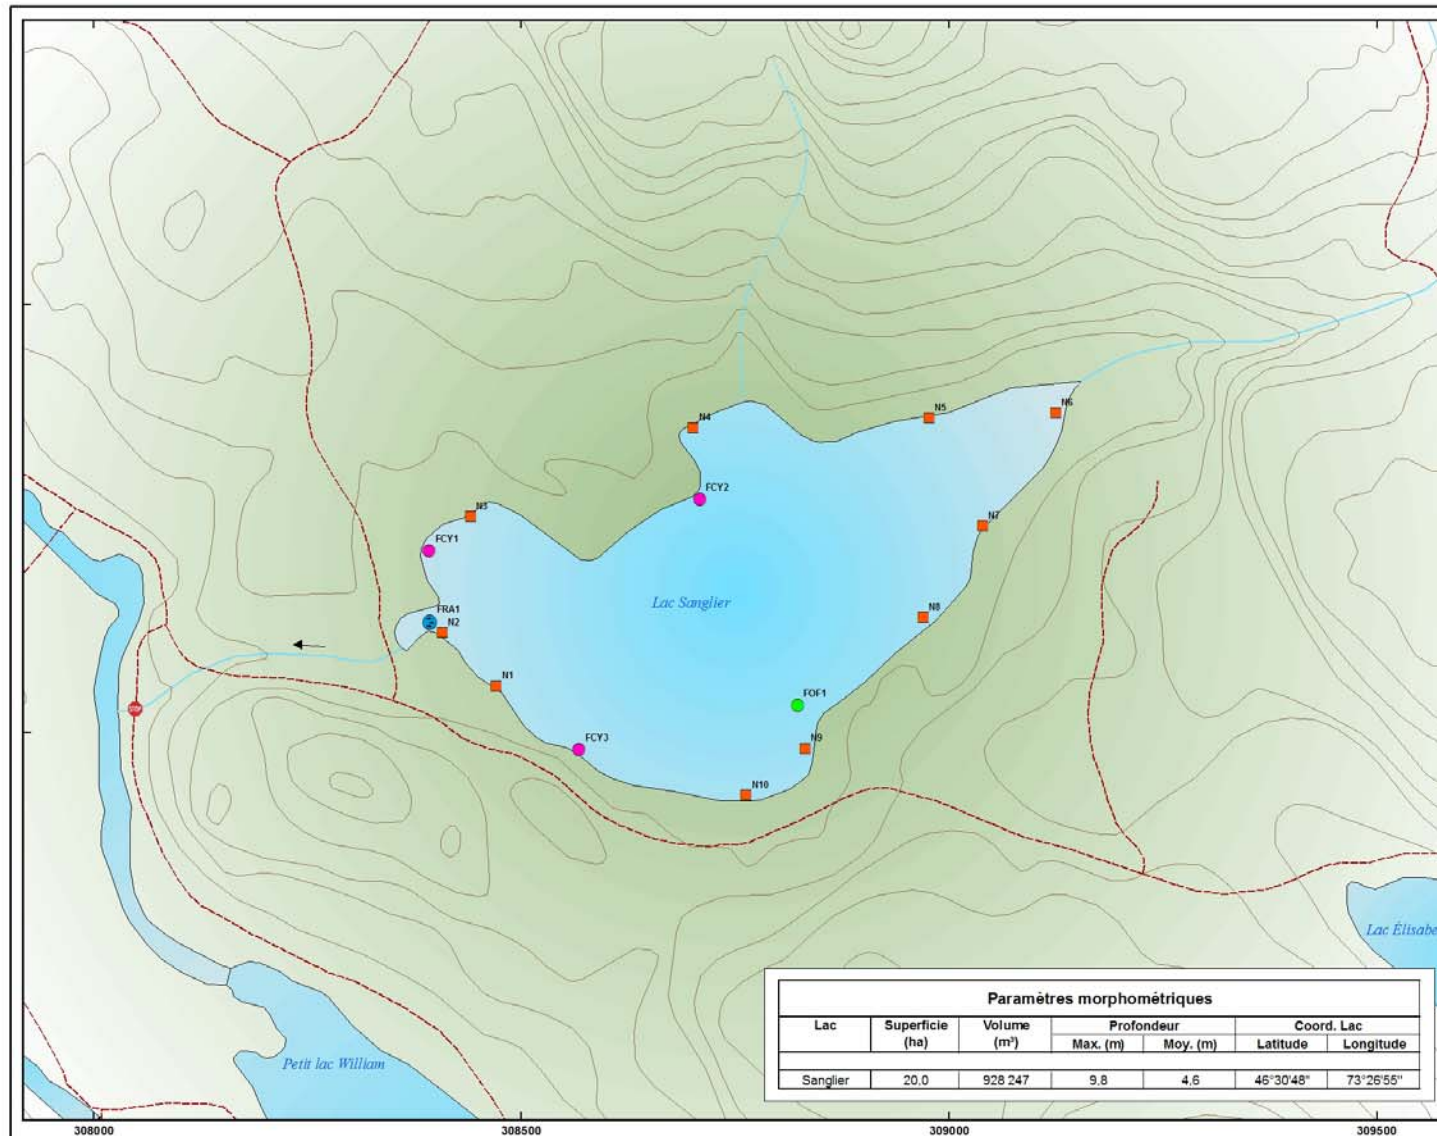 N4
N5
N6
FCY2
N3
N7
FCY1
Lac Sanglier
FRA1
N2
N8
N1
FOF1
STOP
FCY3
N9
N10
Lac Élisabe
Petit lac William
Paramètres morphométriques
Lac Superficie (ha) Volume (m³) Profondeur Coord. Lac
Max. (m) Moy. (m) Latitude Longitude
Sanglier 20,0 928 247 9,8 4,6 46°30'48" 73°26'55"
308000 308500 309000 309500